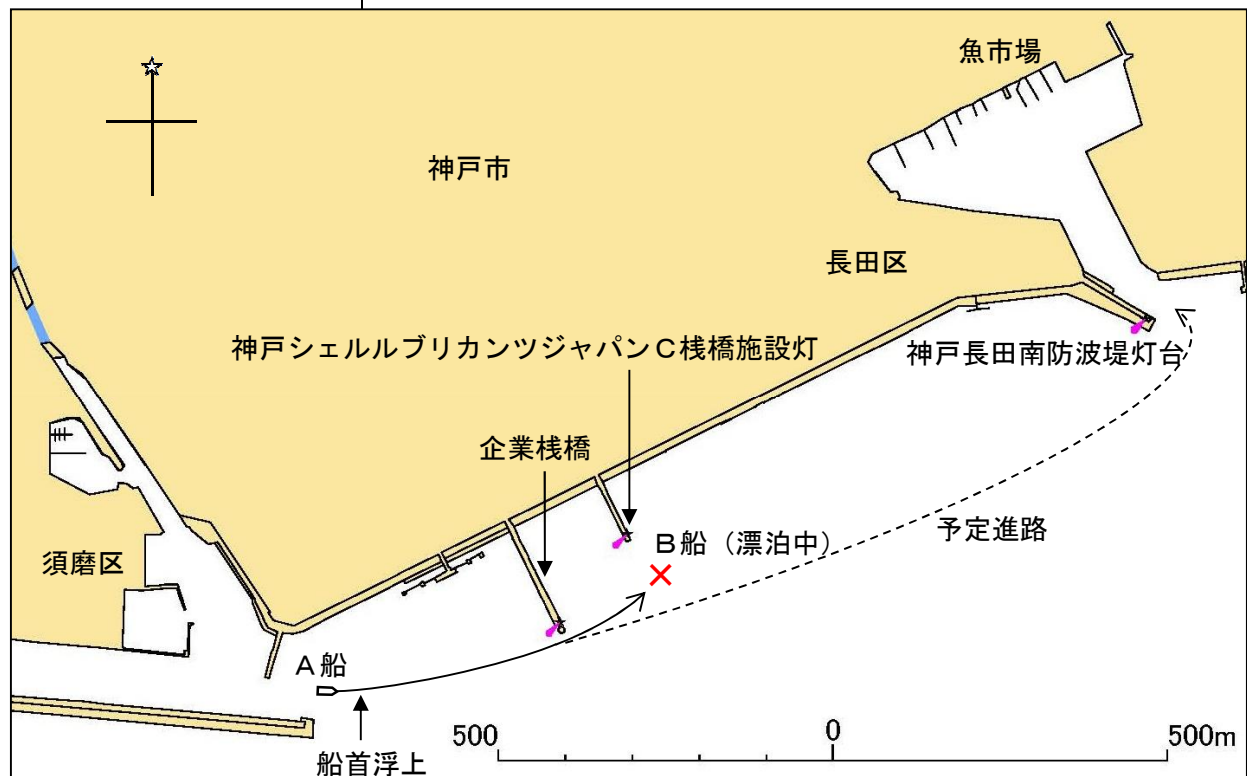 魚市場
神戸市
長田区
神戸シェルルブリカンツジャパンC桟橋施設灯
神戸長田南防波堤灯台
企業桟橋
予定進路
B船（漂泊中）
須磨区
A船
船首浮上
500 0 500m